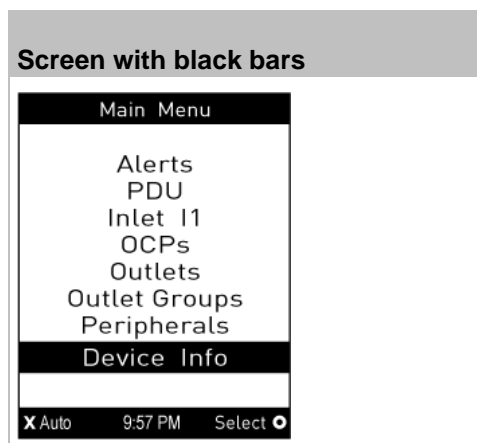 Screen with black bars
Main Menu
Alerts
PDU
Inlet I1
OCPs
Outlets
Outlet Groups
Peripherals
Device Info
X Auto 9:57 PM Select